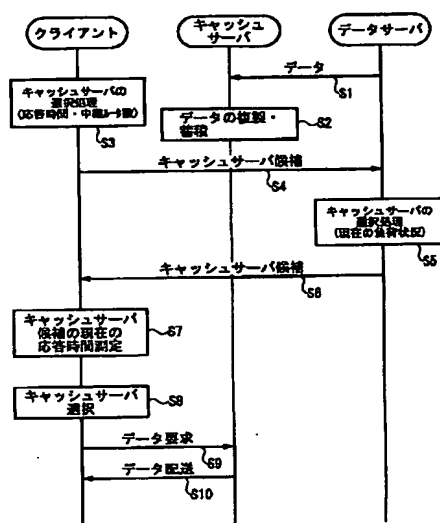 クライアント
キャッシュ
サーバ
データサーバ
データ
S1
キャッシュサーバの
選択処理
(応答時間・中継ルータ数)
S3
データの複製・
蓄積
S2
キャッシュサーバ候補
S4
キャッシュサーバの
選択処理
(現在の負荷状況)
S5
キャッシュサーバ候補
S6
キャッシュサーバ
候補の現在の
応答時間測定
S7
キャッシュサーバ
選択
S8
データ要求
S9
データ配送
S10